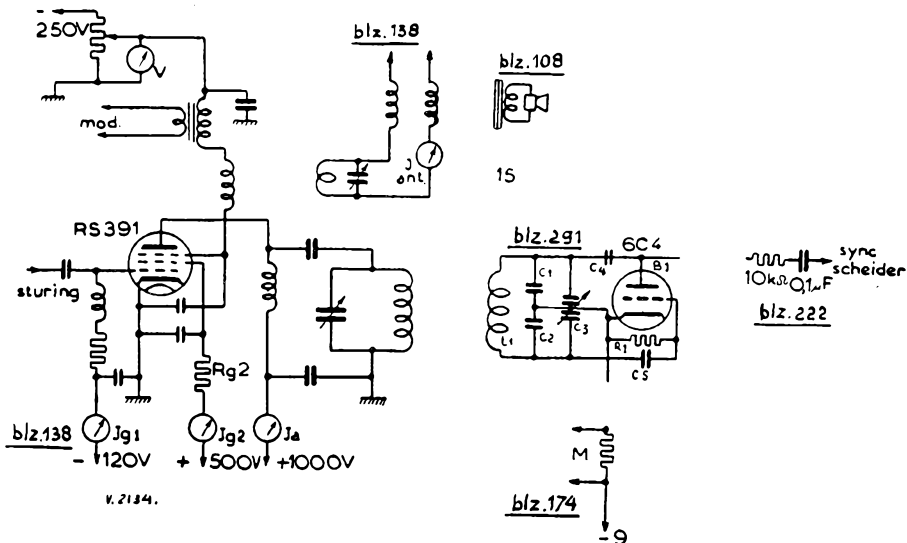 -
250V
V
mod.
RS391
sturing
Rg2
blz.138
Jg1
Jg2
Ja
- 120V
+ 500V
+1000V
V.2134.
blz.138
J
ant.
blz.108
15
blz.291
6C4
C4
B1
C1
C2
C3
L1
R1
C5
10kΩ 0,1µF
sync
scheider
blz.222
M
blz.174
-9